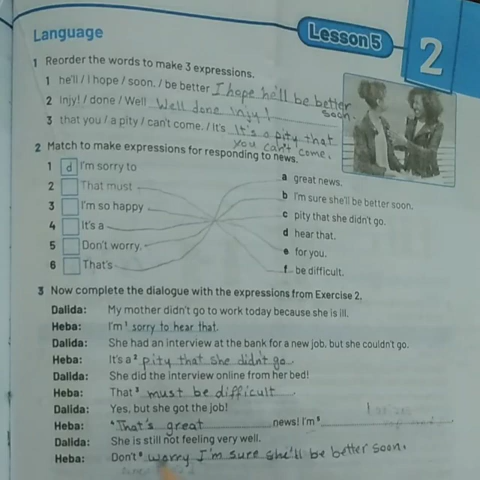 Language
Lesson 5
2
1 Reorder the words to make 3 expressions.
1 he'll / I hope / soon. / be better I hope he'll be better
soon.
2 Injy! / done / Well Well done Injy!
3 that you / a pity / can't come. / It's It's a pity that
you can't come.
2 Match to make expressions for responding to news.
1 d I'm sorry to
2 That must
3 I'm so happy
4 It's a
5 Don't worry,
6 That's
a great news.
b I'm sure she'll be better soon.
c pity that she didn't go.
d hear that.
e for you.
f be difficult.
3 Now complete the dialogue with the expressions from Exercise 2.
Dalida: My mother didn't go to work today because she is ill.
Heba: I'm 1 sorry to hear that.
Dalida: She had an interview at the bank for a new job, but she couldn't go.
Heba: It's a 2 pity that she didn't go.
Dalida: She did the interview online from her bed!
Heba: That 3 must be difficult.
Dalida: Yes, but she got the job!
Heba: 4 That's great news! I'm 5
Dalida: She is still not feeling very well.
Heba: Don't 6 worry I'm sure she'll be better soon.